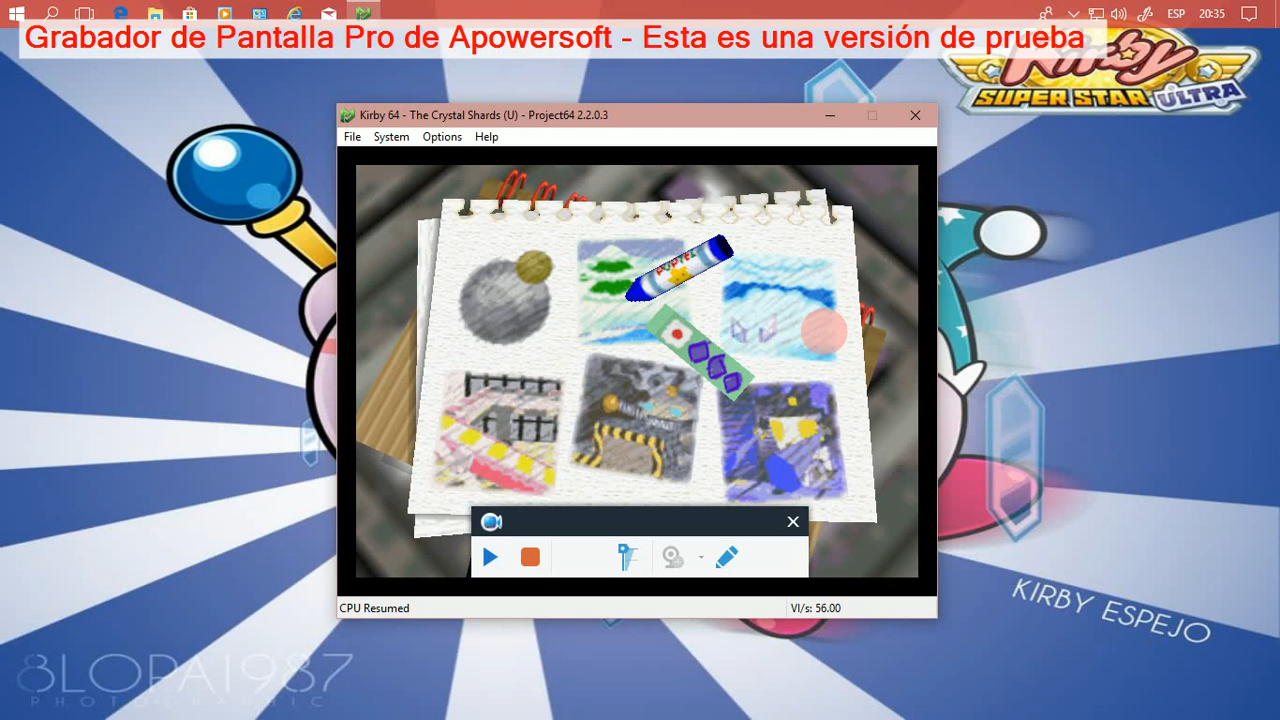 ESP 20:35
Grabador de Pantalla Pro de Apowersoft - Esta es una versión de prueba
Kirby
SUPER STAR ULTRA
Kirby 64 - The Crystal Shards (U) - Project64 2.2.0.3
File System Options Help
CPU Resumed
VI/s: 56.00
KIRBY ESPEJO
8LOPA1987
PHOTOGRAPHIC